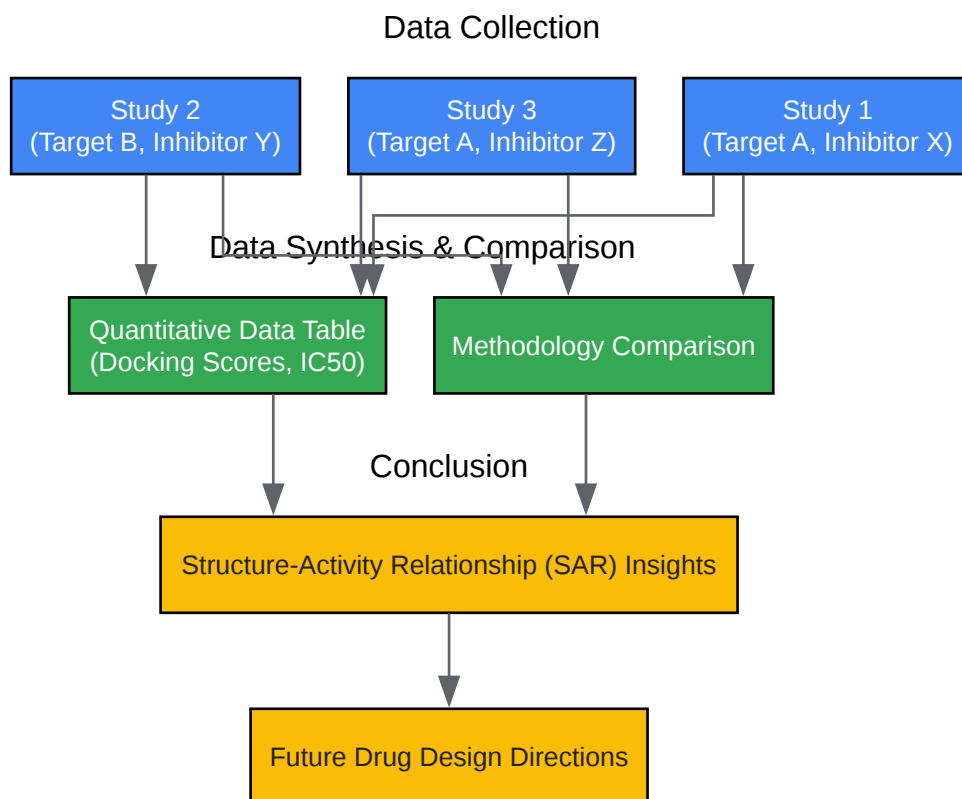 Data Collection
Study 2
(Target B, Inhibitor Y)
Study 3
(Target A, Inhibitor Z)
Study 1
(Target A, Inhibitor X)
Data Synthesis & Comparison
Quantitative Data Table
(Docking Scores, IC50)
Methodology Comparison
Conclusion
Structure-Activity Relationship (SAR) Insights
Future Drug Design Directions